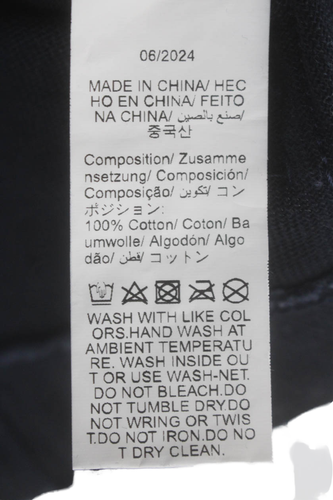 06/2024
MADE IN CHINA/ HEC
HO EN CHINA/ FEITO
NA CHINA/ صنع بالصين/
중국산
Composition/ Zusamme
nsetzung/ Composición/
Composição/ تكوين/ コン
ポジション:
100% Cotton/ Coton/ Ba
umwolle/ Algodón/ Algo
dão/ قطن/ コットン
WASH WITH LIKE COL
ORS.HAND WASH AT
AMBIENT TEMPERATU
RE. WASH INSIDE OU
T OR USE WASH-NET.
DO NOT BLEACH.DO
NOT TUMBLE DRYDO
NOT WRING OR TWIS
T.DO NOT IRON.DO NO
T DRY CLEAN.